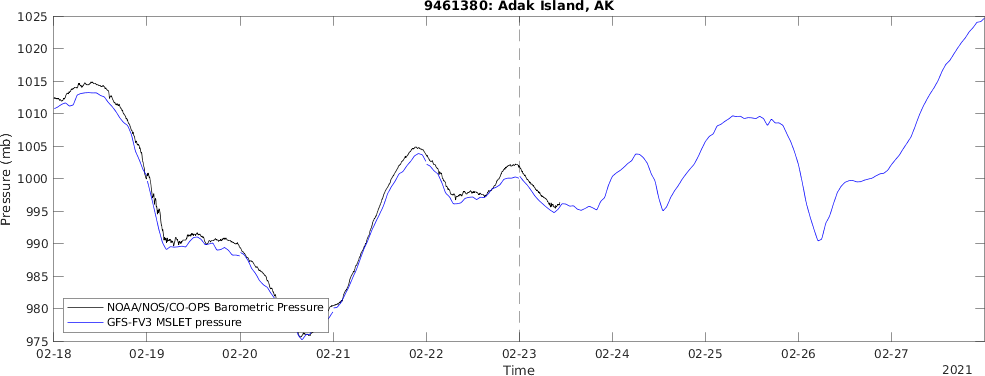 9461380: Adak Island, AK
Pressure (mb)
1025
1020
1015
1010
1005
1000
995
990
985
980
975
NOAA/NOS/CO-OPS Barometric Pressure
GFS-FV3 MSLET pressure
02-18 02-19 02-20 02-21 02-22 02-23 02-24 02-25 02-26 02-27
Time
2021